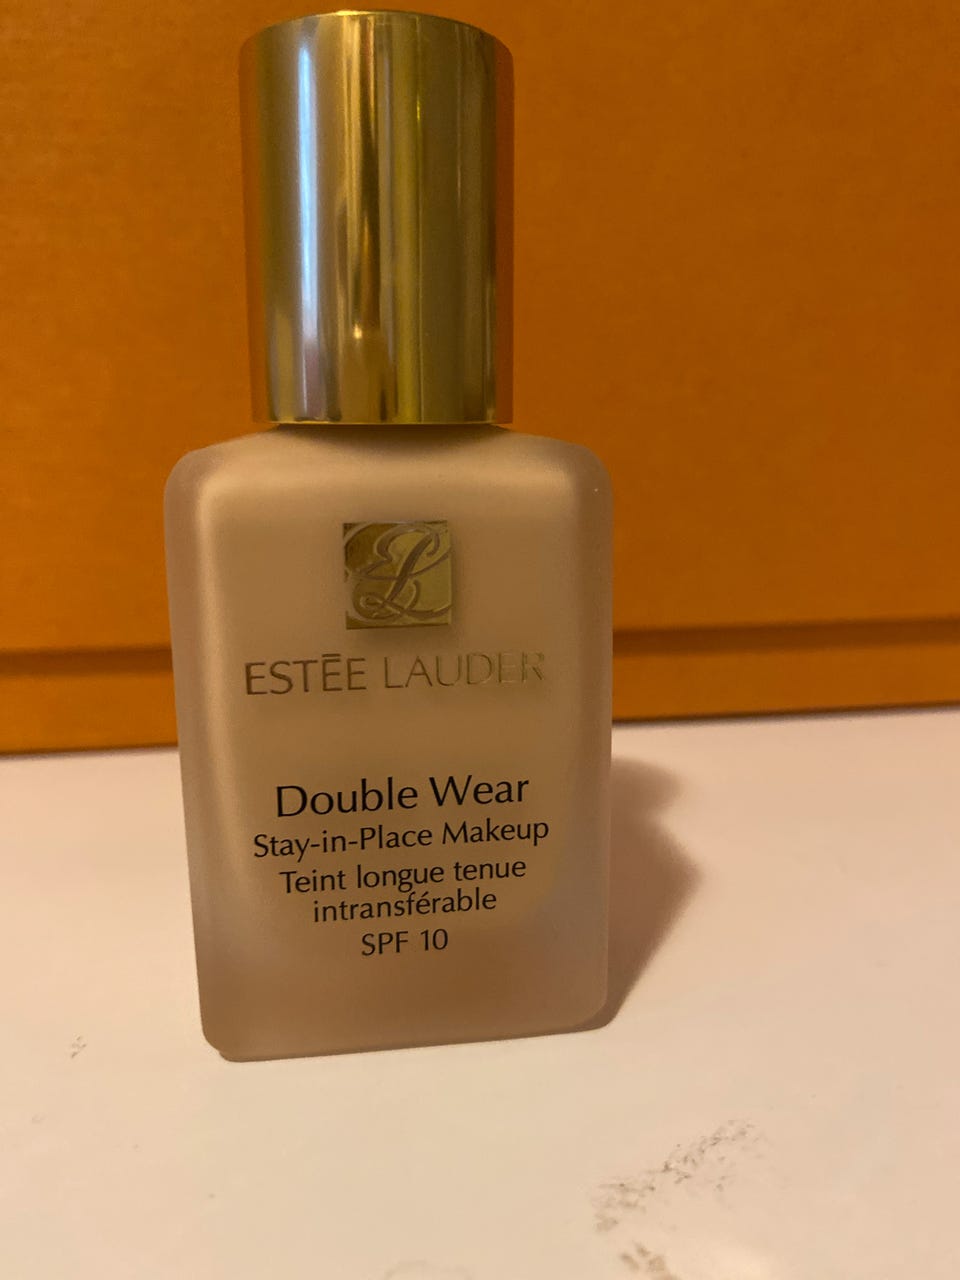 ESTĒE LAUDER
Double Wear
Stay-in-Place Makeup
Teint longue tenue
intransférable
SPF 10